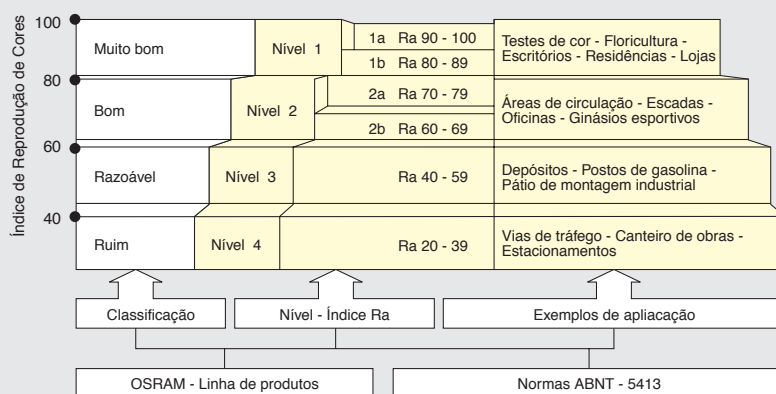 Índice de Reprodução de Cores
100
Muito bom
Nível 1
1a Ra 90 - 100
1b Ra 80 - 89
Testes de cor - Floricultura -
Escritórios - Residências - Lojas
80
Bom
Nível 2
2a Ra 70 - 79
2b Ra 60 - 69
Áreas de circulação - Escadas -
Oficinas - Ginásios esportivos
60
Razoável
Nível 3
Ra 40 - 59
Depósitos - Postos de gasolina -
Pátio de montagem industrial
40
Ruim
Nível 4
Ra 20 - 39
Vias de tráfego - Canteiro de obras -
Estacionamentos
Classificação
Nível - Índice Ra
Exemplos de apliacação
OSRAM - Linha de produtos
Normas ABNT - 5413